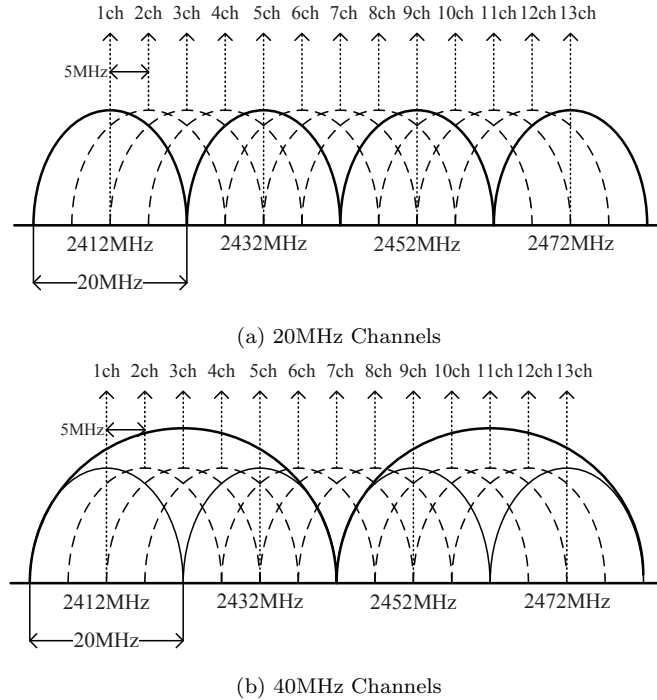 1ch 2ch 3ch 4ch 5ch 6ch 7ch 8ch 9ch 10ch 11ch 12ch 13ch
5MHz
2412MHz 2432MHz 2452MHz 2472MHz
20MHz
(a) 20MHz Channels
1ch 2ch 3ch 4ch 5ch 6ch 7ch 8ch 9ch 10ch 11ch 12ch 13ch
5MHz
2412MHz 2432MHz 2452MHz 2472MHz
20MHz
(b) 40MHz Channels